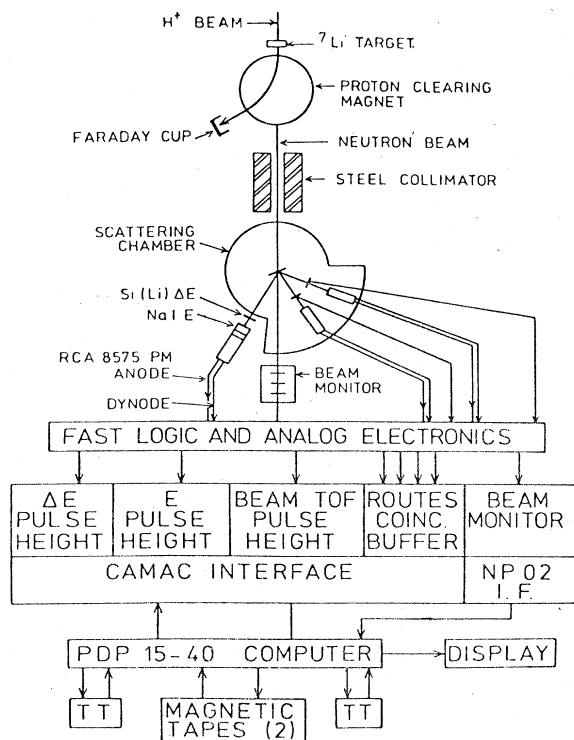 H⁺ BEAM
⁷Li TARGET
PROTON CLEARING
MAGNET
FARADAY CUP
NEUTRON BEAM
STEEL COLLIMATOR
SCATTERING
CHAMBER
Si(Li) ΔE
NaI E
RCA 8575 PM
ANODE
DYNODE
BEAM
MONITOR
FAST LOGIC AND ANALOG ELECTRONICS
ΔE
PULSE
HEIGHT
E
PULSE
HEIGHT
BEAM TOF
PULSE
HEIGHT
ROUTES
COINC.
BUFFER
BEAM
MONITOR
CAMAC INTERFACE
NP 02
I. F.
PDP 15-40 COMPUTER
DISPLAY
TT
MAGNETIC
TAPES (2)
TT